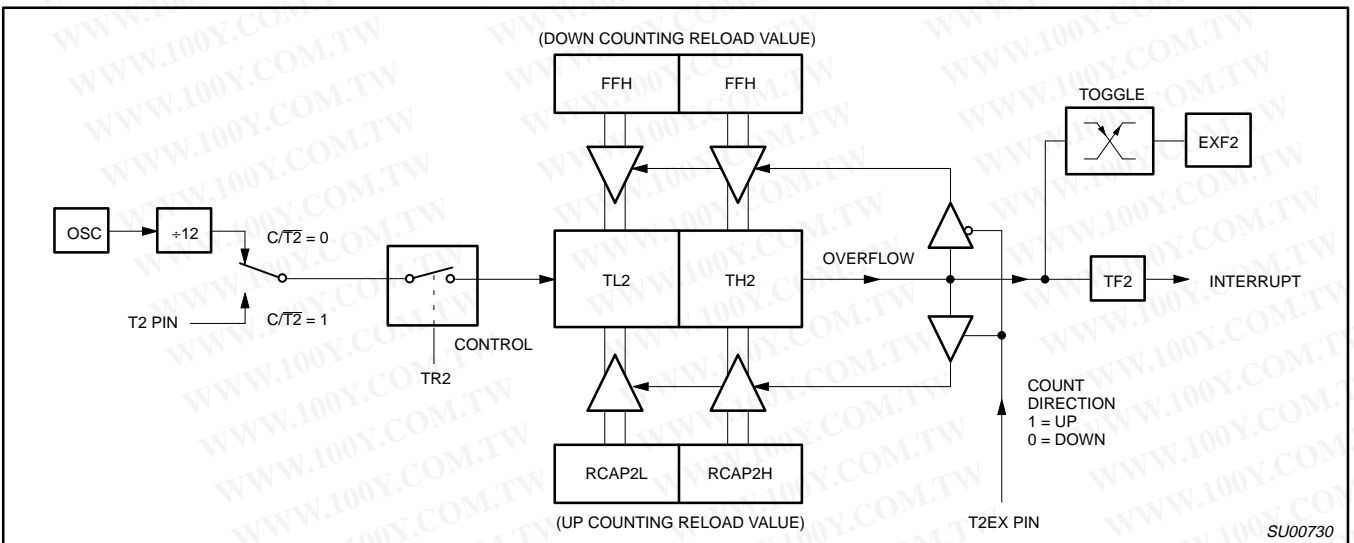 (DOWN COUNTING RELOAD VALUE)
FFH
FFH
TOGGLE
EXF2
OSC
÷12
C/T̅2̅ = 0
T2 PIN
C/T̅2̅ = 1
CONTROL
TR2
TL2
TH2
OVERFLOW
TF2
INTERRUPT
COUNT
DIRECTION
1 = UP
0 = DOWN
RCAP2L
RCAP2H
(UP COUNTING RELOAD VALUE)
T2EX PIN
SU00730
WWW.100Y.COM.TW